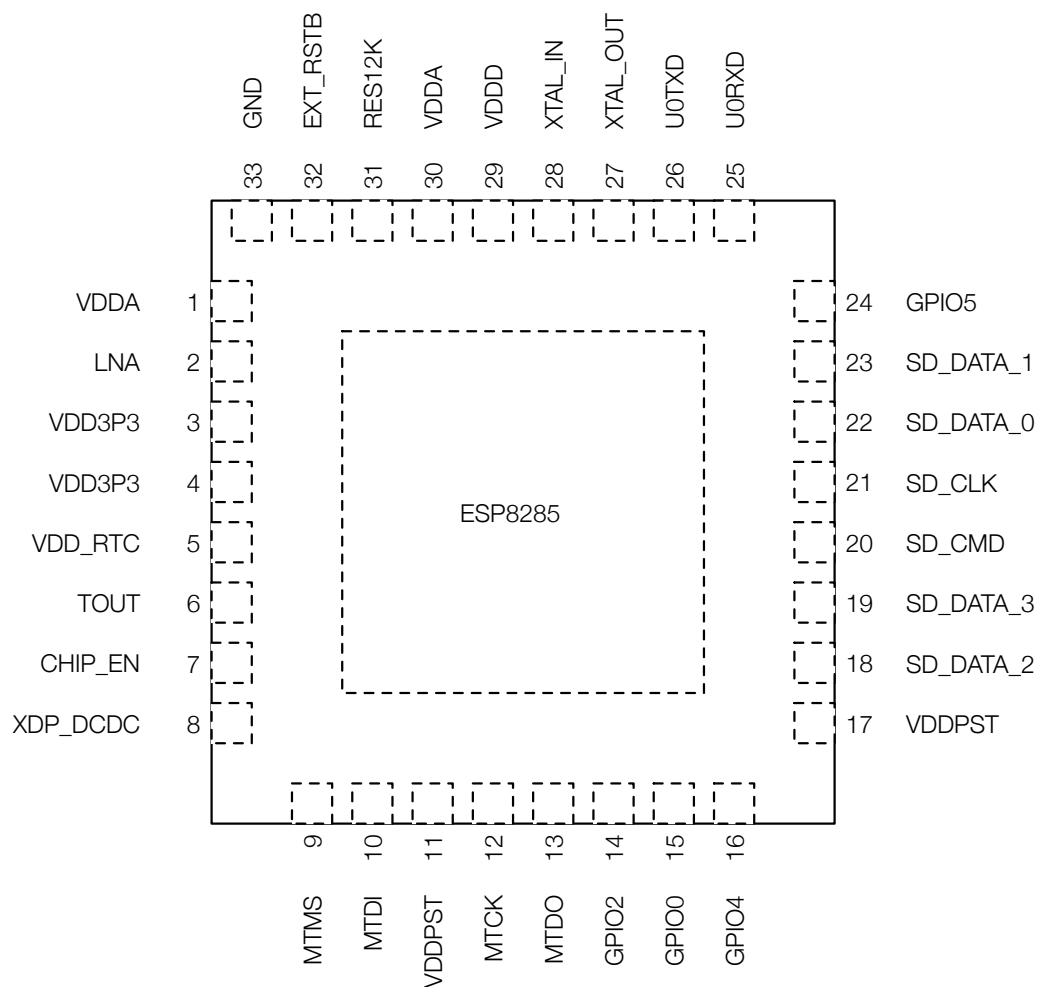 GND
EXT_RSTB
RES12K
VDDA
VDDD
XTAL_IN
XTAL_OUT
U0TXD
U0RXD
33
32
31
30
29
28
27
26
25
VDDA 1
LNA 2
VDD3P3 3
VDD3P3 4
VDD_RTC 5
TOUT 6
CHIP_EN 7
XDP_DCDC 8
ESP8285
24 GPIO5
23 SD_DATA_1
22 SD_DATA_0
21 SD_CLK
20 SD_CMD
19 SD_DATA_3
18 SD_DATA_2
17 VDDPST
9
10
11
12
13
14
15
16
MTMS
MTDI
VDDPST
MTCK
MTDO
GPIO2
GPIO0
GPIO4